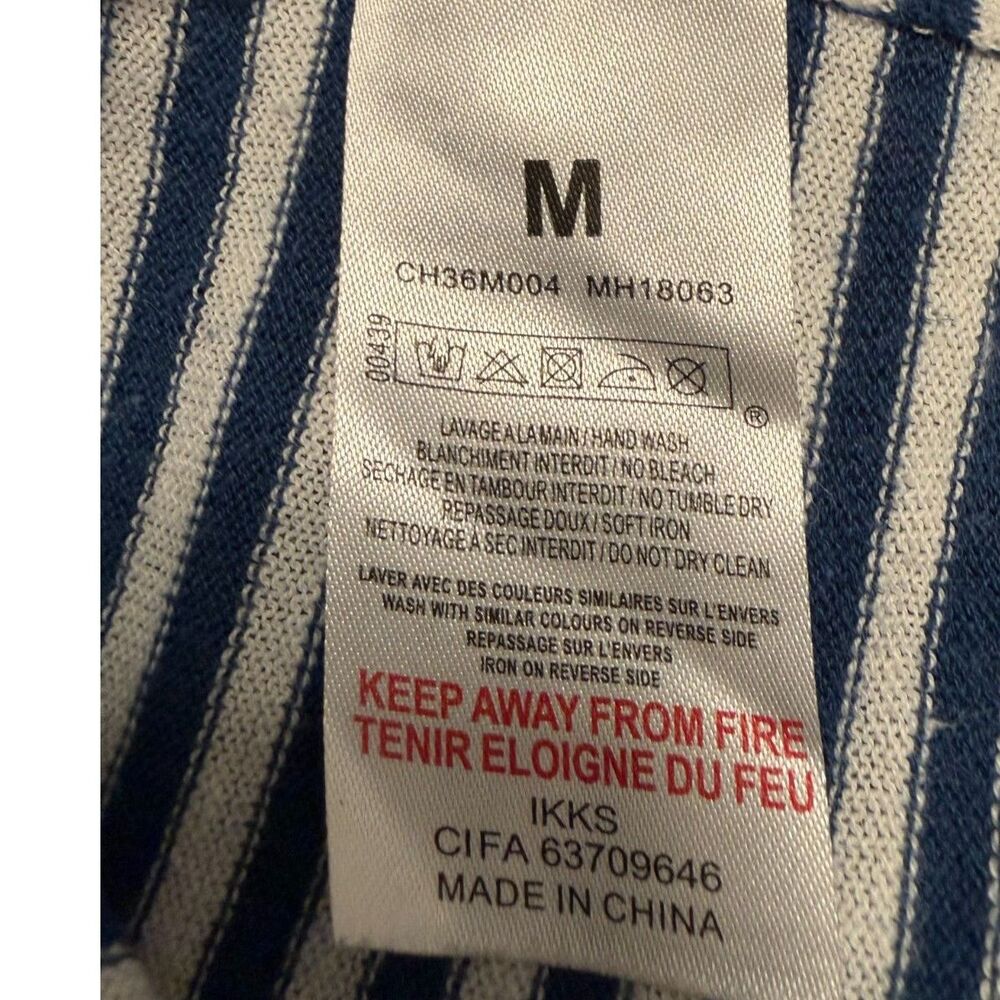 M
CH36M004 MH18063
00439
®
LAVAGE A LA MAIN / HAND WASH
BLANCHIMENT INTERDIT / NO BLEACH
SECHAGE EN TAMBOUR INTERDIT / NO TUMBLE DRY
REPASSAGE DOUX / SOFT IRON
NETTOYAGE A SEC INTERDIT / DO NOT DRY CLEAN
LAVER AVEC DES COULEURS SIMILAIRES SUR L'ENVERS
WASH WITH SIMILAR COLOURS ON REVERSE SIDE
REPASSAGE SUR L'ENVERS
IRON ON REVERSE SIDE
KEEP AWAY FROM FIRE
TENIR ELOIGNE DU FEU
IKKS
CIFA 63709646
MADE IN CHINA